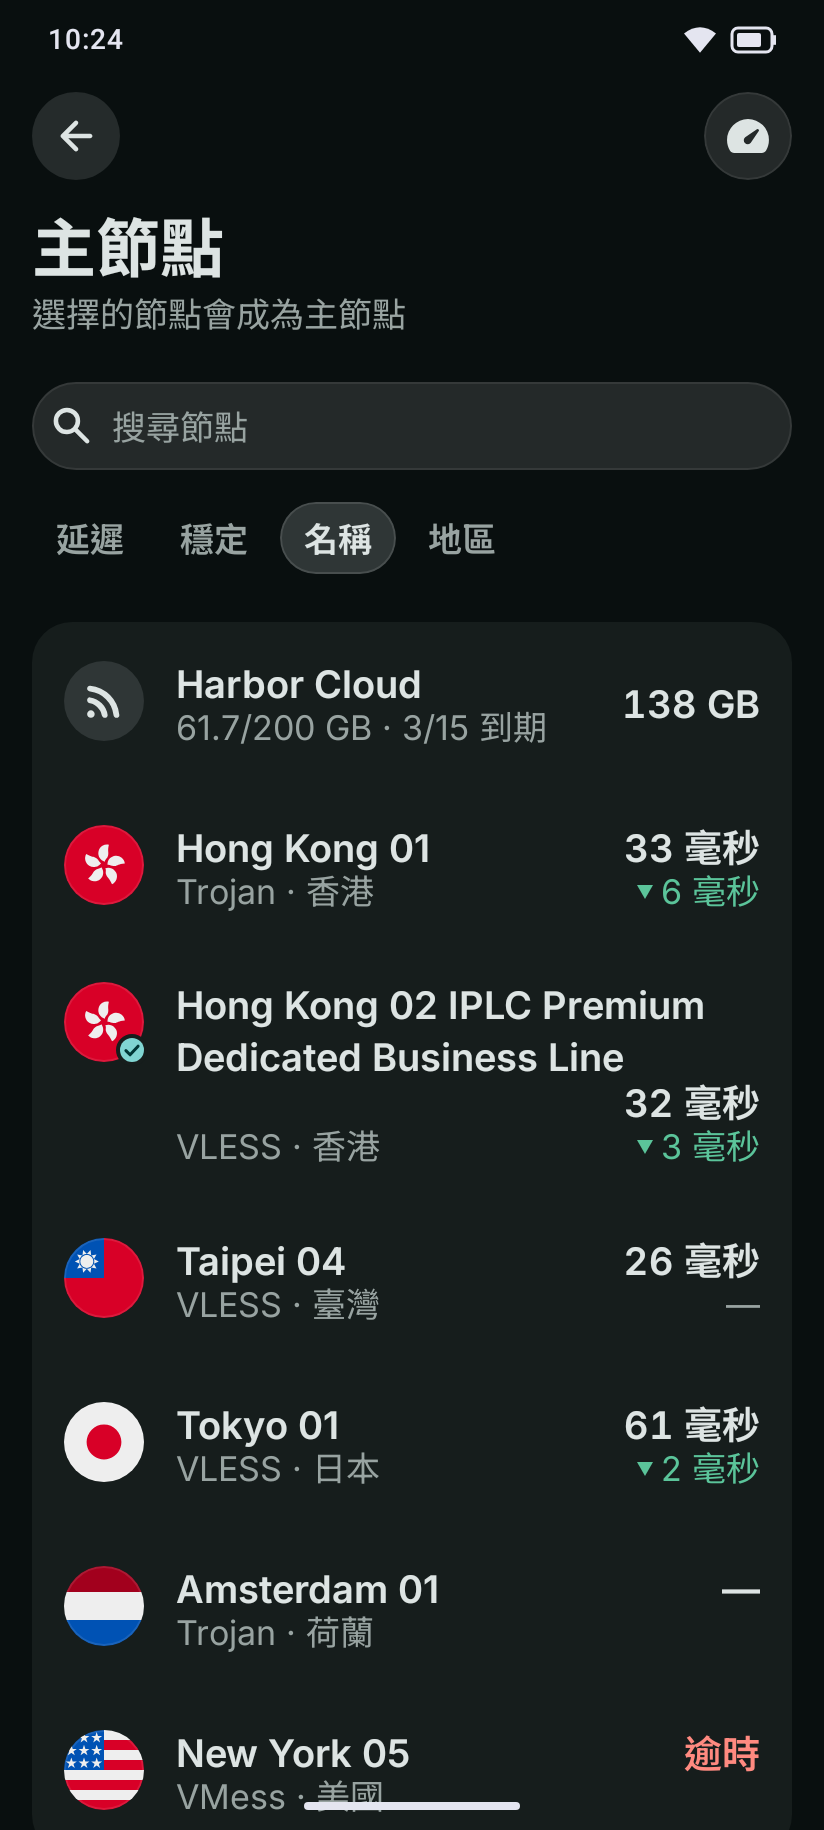 10:24
主節點
選擇的節點會成為主節點
搜尋節點
延遲 穩定 名稱 地區
Harbor Cloud
138 GB
61.7/200 GB · 3/15 到期
Hong Kong 01
33 毫秒
Trojan · 香港
▼6 毫秒
Hong Kong 02 IPLC Premium
Dedicated Business Line
32 毫秒
VLESS · 香港
▼3 毫秒
Taipei 04
26 毫秒
VLESS · 臺灣
—
Tokyo 01
61 毫秒
VLESS · 日本
▼2 毫秒
Amsterdam 01
—
Trojan · 荷蘭
New York 05
逾時
VMess · 美國